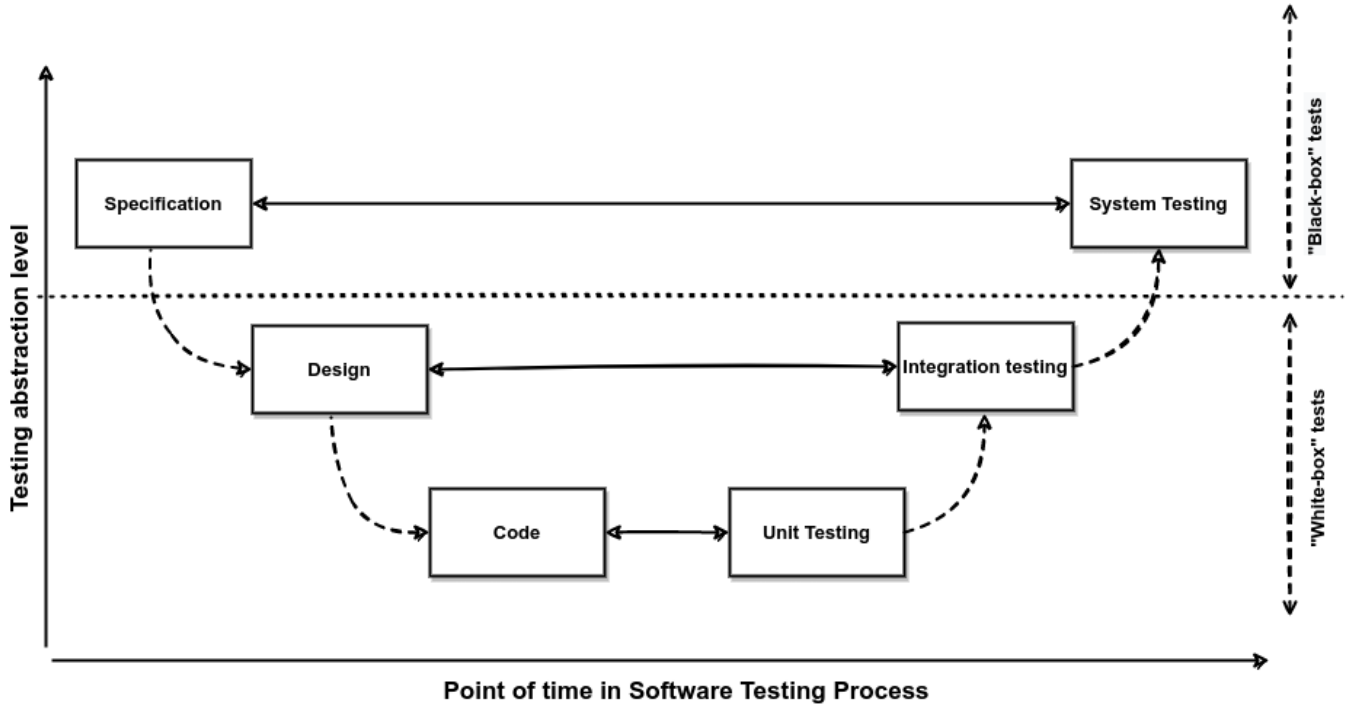 "Black-box" tests
Specification
System Testing
Testing abstraction level
Design
Integration testing
"White-box" tests
Code
Unit Testing
Point of time in Software Testing Process